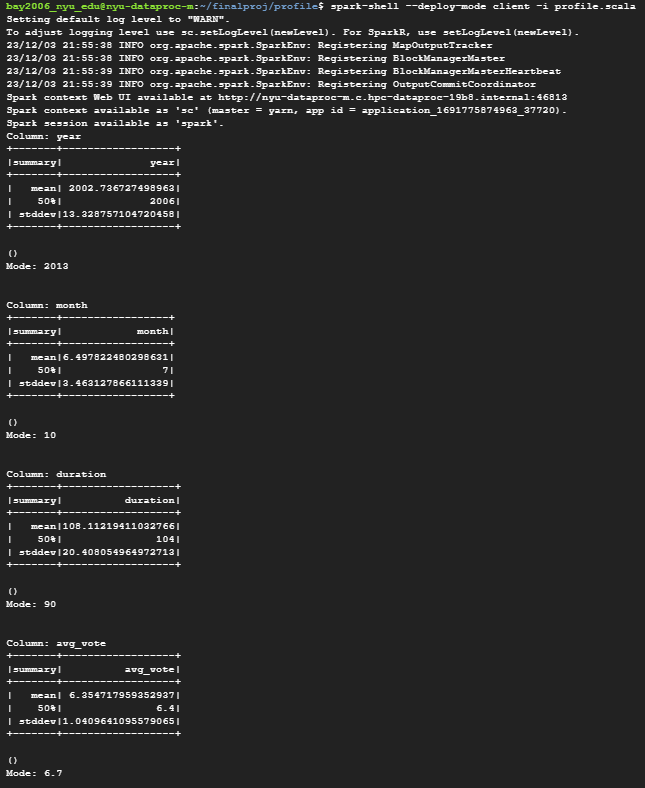 bay2006_nyu_edu@nyu-dataproc-m:~/finalproj/profile$ spark-shell --deploy-mode client -i profile.scala
Setting default log level to "WARN".
To adjust logging level use sc.setLogLevel(newLevel). For SparkR, use setLogLevel(newLevel).
23/12/03 21:55:38 INFO org.apache.spark.SparkEnv: Registering MapOutputTracker
23/12/03 21:55:38 INFO org.apache.spark.SparkEnv: Registering BlockManagerMaster
23/12/03 21:55:39 INFO org.apache.spark.SparkEnv: Registering BlockManagerMasterHeartbeat
23/12/03 21:55:39 INFO org.apache.spark.SparkEnv: Registering OutputCommitCoordinator
Spark context Web UI available at http://nyu-dataproc-m.c.hpc-dataproc-19b8.internal:46813
Spark context available as 'sc' (master = yarn, app id = application_1691775874963_37720).
Spark session available as 'spark'.
Column: year
+-------+------------------+
|summary|              year|
+-------+------------------+
|   mean| 2002.736727498963|
|    50%|              2006|
| stddev|13.328757104720458|
+-------+------------------+

()
Mode: 2013


Column: month
+-------+-----------------+
|summary|            month|
+-------+-----------------+
|   mean|6.497822480298631|
|    50%|                7|
| stddev|3.463127866111339|
+-------+-----------------+

()
Mode: 10


Column: duration
+-------+------------------+
|summary|          duration|
+-------+------------------+
|   mean|108.11219411032766|
|    50%|               104|
| stddev|20.408054964972713|
+-------+------------------+

()
Mode: 90


Column: avg_vote
+-------+------------------+
|summary|          avg_vote|
+-------+------------------+
|   mean| 6.354717959352937|
|    50%|               6.4|
| stddev|1.0409641095579065|
+-------+------------------+

()
Mode: 6.7